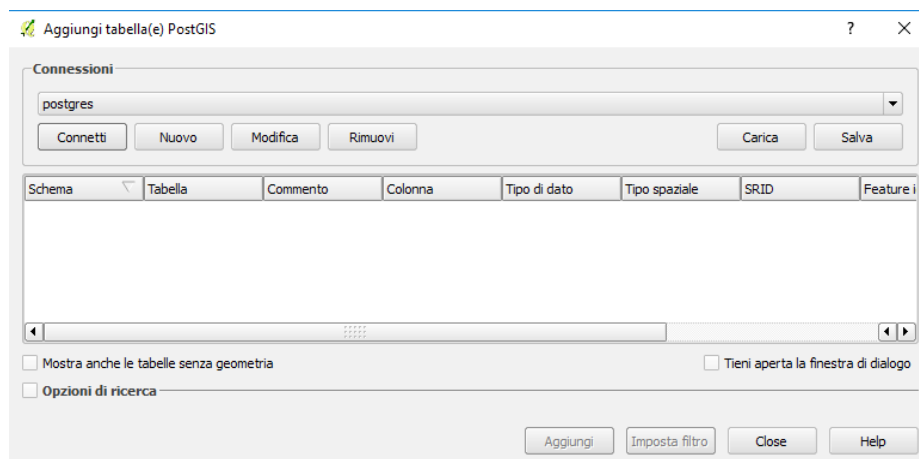 Aggiungi tabella(e) PostGIS ?
Connessioni
postgres
Connetti Nuovo Modifica Rimuovi Carica Salva
Schema Tabella Commento Colonna Tipo di dato Tipo spaziale SRID Feature i
Mostra anche le tabelle senza geometria Tieni aperta la finestra di dialogo
Opzioni di ricerca
Aggiungi Imposta filtro Close Help